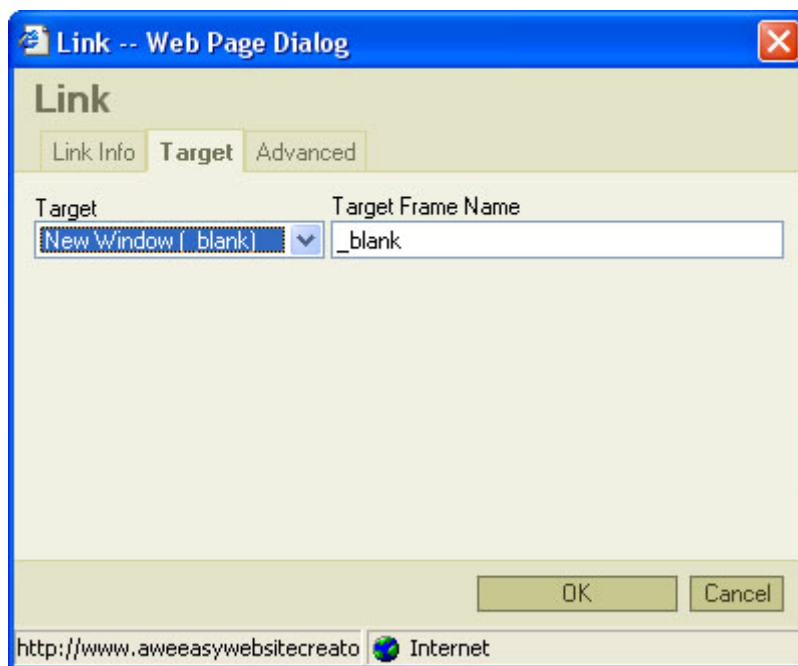 Link -- Web Page Dialog
Link
Link Info Target Advanced
Target Target Frame Name
New Window (_blank) _blank
OK Cancel
http://www.aweeasywebsitecreato Internet